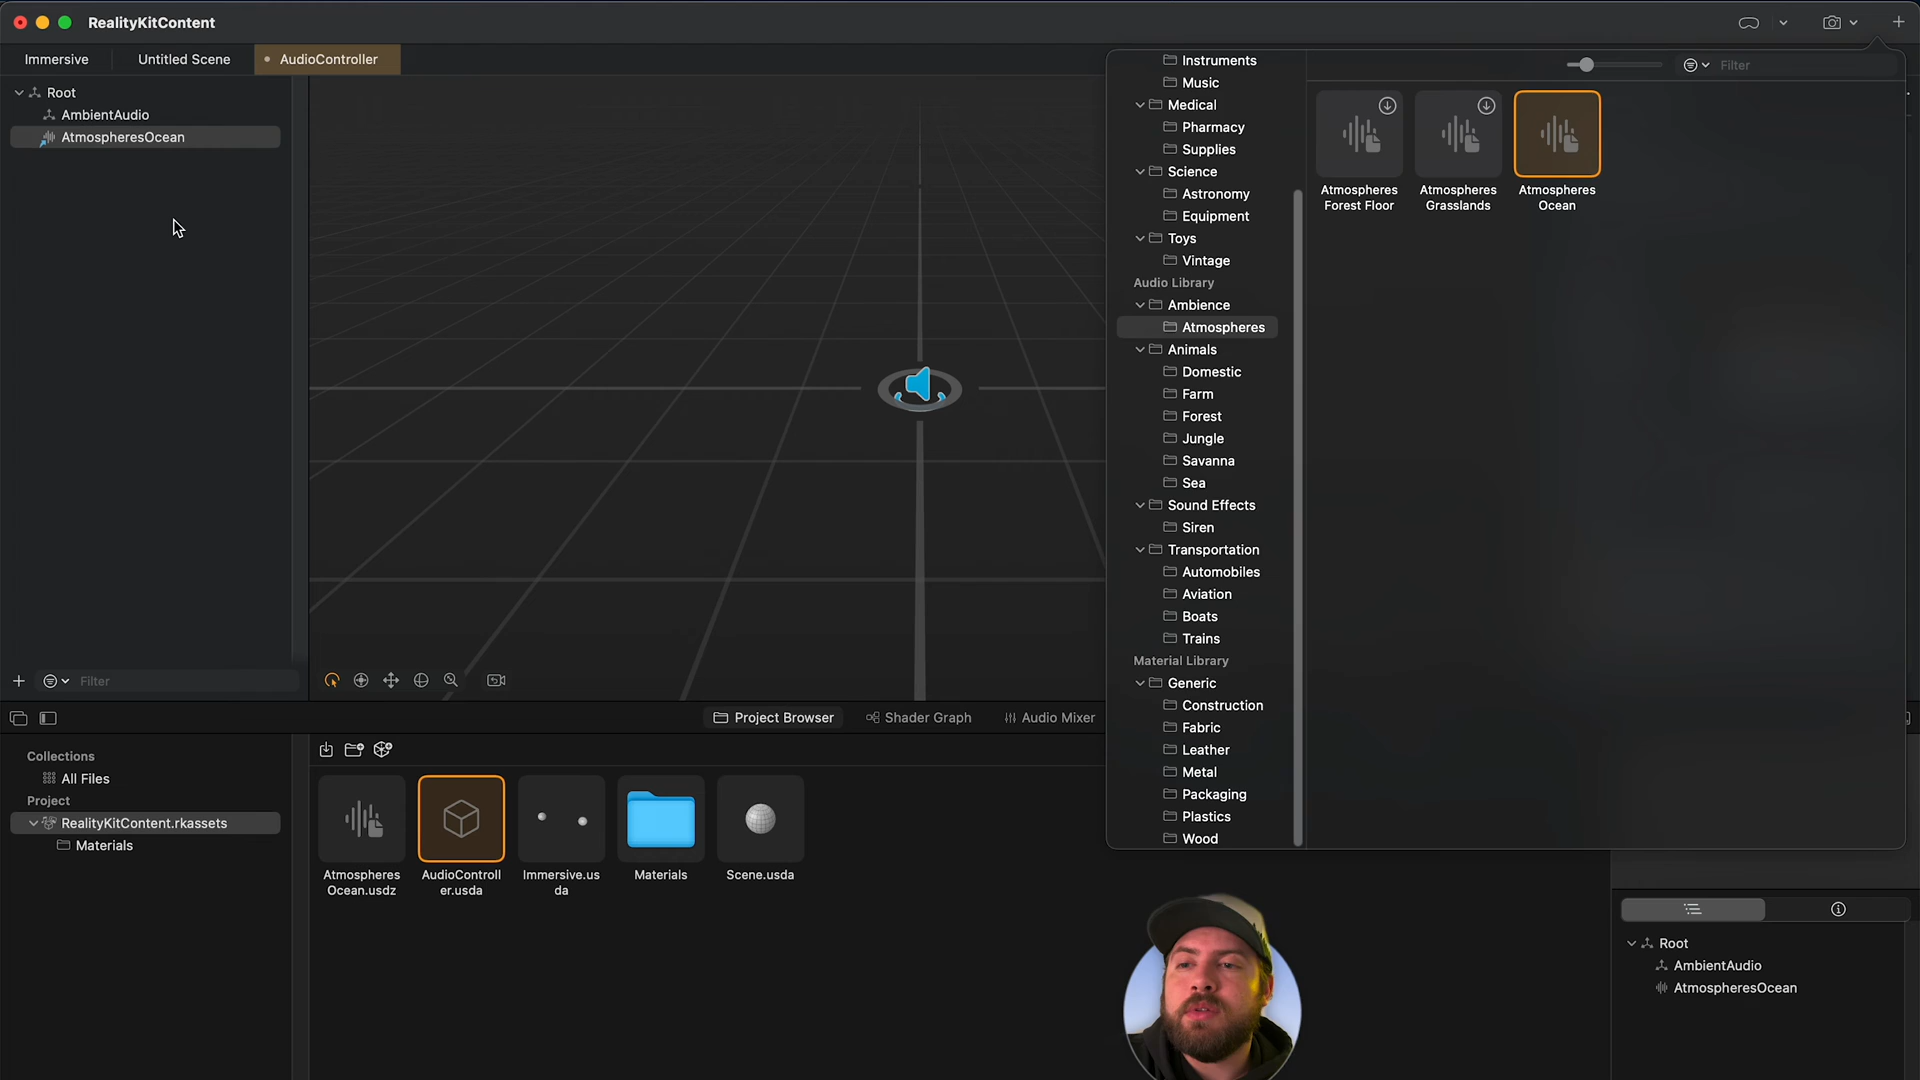 RealityKitContent
Immersive
Untitled Scene
AudioController
Root
AmbientAudio
AtmospheresOcean
Filter
Instruments
Music
Medical
Pharmacy
Supplies
Science
Astronomy
Equipment
Toys
Vintage
Audio Library
Ambience
Atmospheres
Animals
Domestic
Farm
Forest
Jungle
Savanna
Sea
Sound Effects
Siren
Transportation
Automobiles
Aviation
Boats
Trains
Material Library
Generic
Construction
Fabric
Leather
Metal
Packaging
Plastics
Wood
Filter
Atmospheres
Forest Floor
Atmospheres
Grasslands
Atmospheres
Ocean
Project Browser
Shader Graph
Audio Mixer
Collections
All Files
Project
RealityKitContent.rkassets
Materials
Atmospheres
Ocean.usdz
AudioControll
er.usda
Immersive.us
da
Materials
Scene.usda
Root
AmbientAudio
AtmospheresOcean